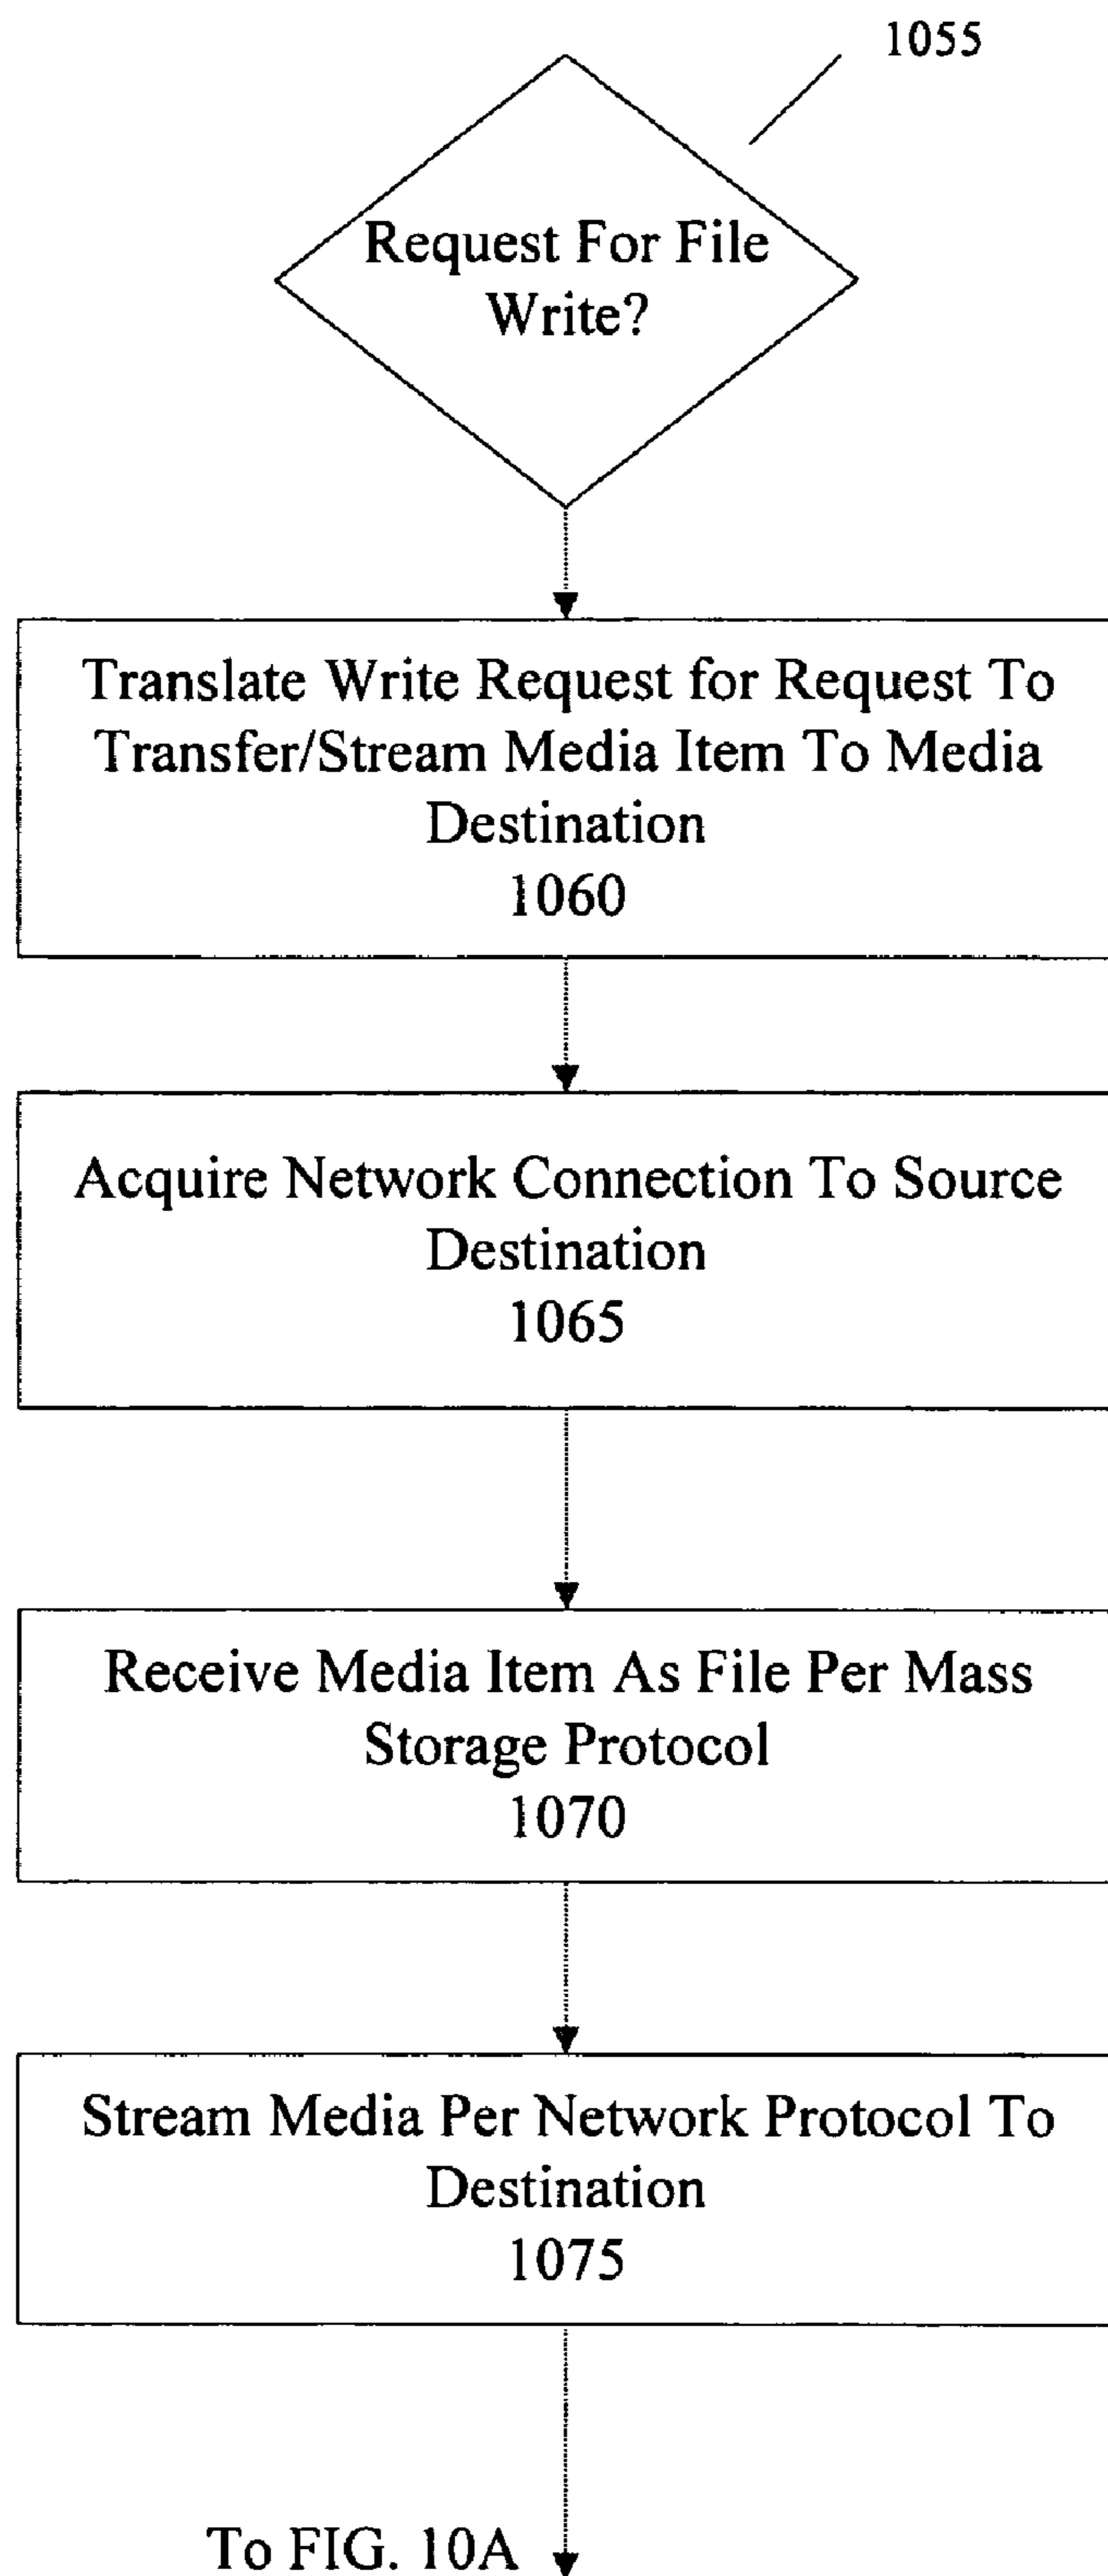 1055
Request For File
Write?
Translate Write Request for Request To
Transfer/Stream Media Item To Media
Destination
1060
Acquire Network Connection To Source
Destination
1065
Receive Media Item As File Per Mass
Storage Protocol
1070
Stream Media Per Network Protocol To
Destination
1075
To FIG. 10A